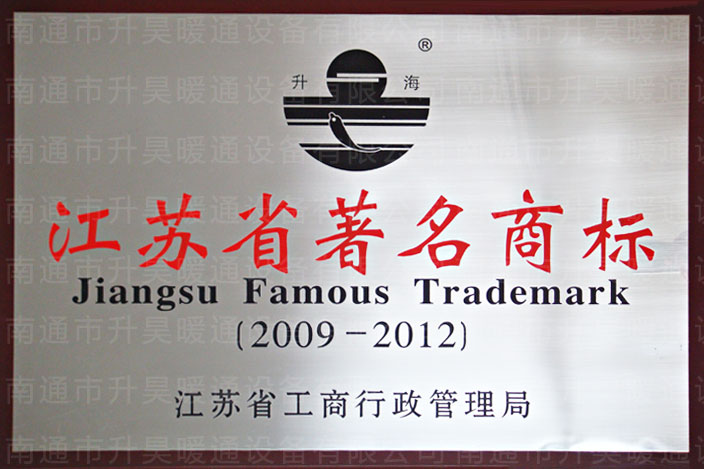 ®
升 海
江苏省著名商标
Jiangsu Famous Trademark
(2009-2012)
江苏省工商行政管理局
南通市升昊暖通设备有限公司